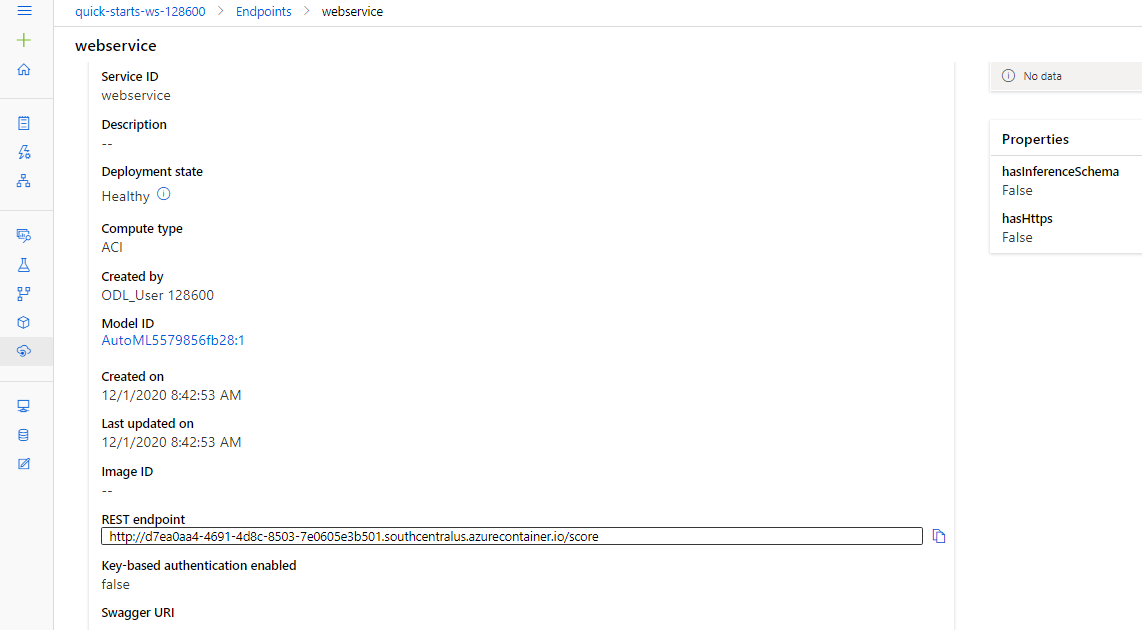 quick-starts-ws-128600 > Endpoints > webservice
webservice
Service ID
webservice
Description
--
Deployment state
Healthy
Compute type
ACI
Created by
ODL_User 128600
Model ID
AutoML5579856fb28:1
Created on
12/1/2020 8:42:53 AM
Last updated on
12/1/2020 8:42:53 AM
Image ID
--
REST endpoint
http://d7ea0aa4-4691-4d8c-8503-7e0605e3b501.southcentralus.azurecontainer.io/score
Key-based authentication enabled
false
Swagger URI
No data
Properties
hasInferenceSchema
False
hasHttps
False